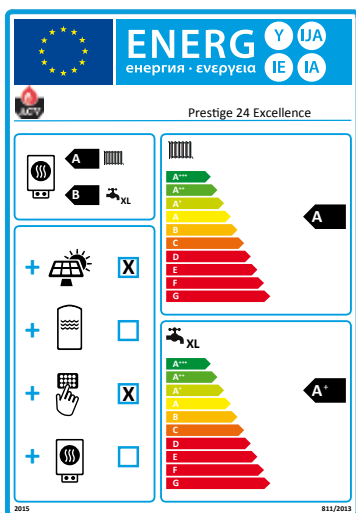 ENERG
Y IJA
IE IA
енергия · ενεργεια
ACV
Prestige 24 Excellence
A
B
XL
X
X
A+++
A++
A+
A
B
C
D
E
F
G
A
XL
A+++
A++
A+
A
B
C
D
E
F
G
A+
2015
811/2013